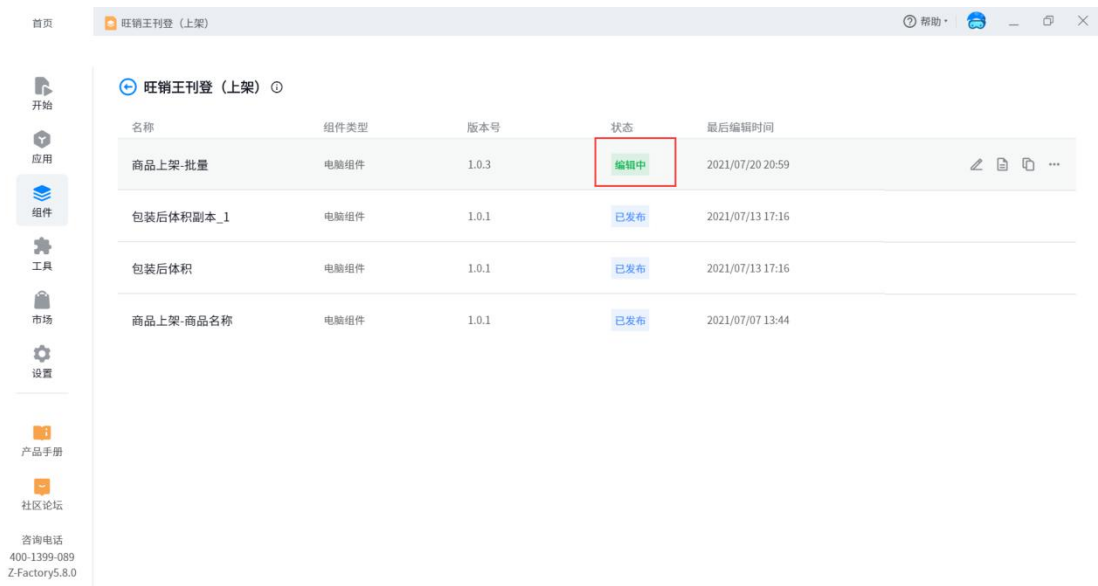 首页
旺销王刊登（上架）
帮助
开始
应用
组件
工具
市场
设置
产品手册
社区论坛
咨询电话
400-1399-089
Z-Factory5.8.0
旺销王刊登（上架）
名称 组件类型 版本号 状态 最后编辑时间
商品上架-批量 电脑组件 1.0.3 编辑中 2021/07/20 20:59
包装后体积副本_1 电脑组件 1.0.1 已发布 2021/07/13 17:16
包装后体积 电脑组件 1.0.1 已发布 2021/07/13 17:16
商品上架-商品名称 电脑组件 1.0.1 已发布 2021/07/07 13:44